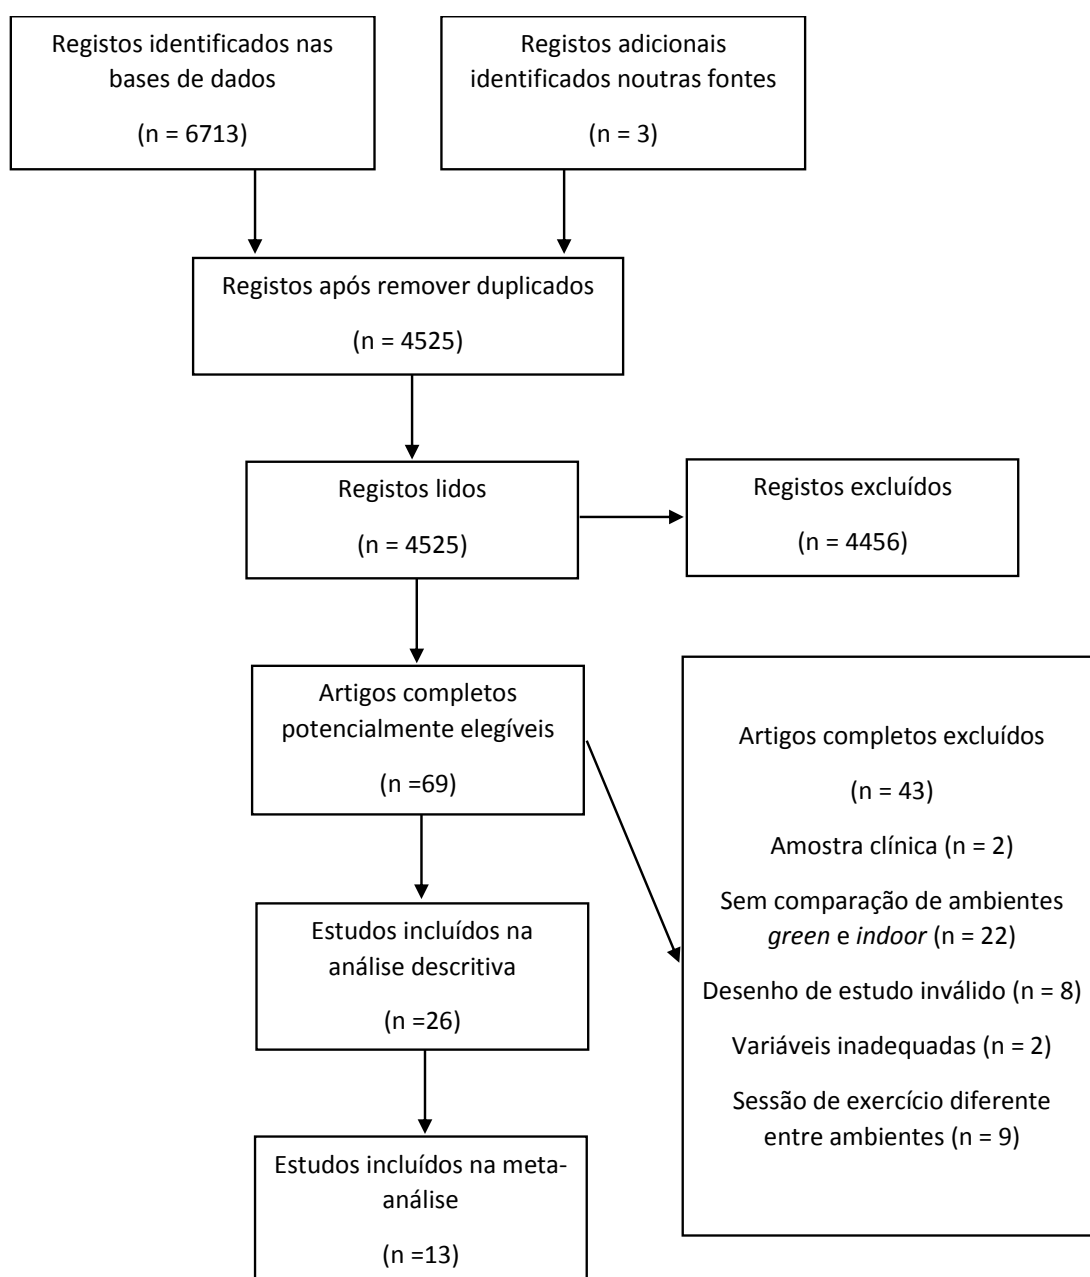 Registos identificados nas
bases de dados
(n = 6713)
Registos adicionais
identificados noutras fontes
(n = 3)
Registos após remover duplicados
(n = 4525)
Registos lidos
(n = 4525)
Registos excluídos
(n = 4456)
Artigos completos
potencialmente elegíveis
(n =69)
Artigos completos excluídos
(n = 43)
Amostra clínica (n = 2)
Sem comparação de ambientes
green e indoor (n = 22)
Desenho de estudo inválido (n = 8)
Variáveis inadequadas (n = 2)
Sessão de exercício diferente
entre ambientes (n = 9)
Estudos incluídos na
análise descritiva
(n =26)
Estudos incluídos na meta-
análise
(n =13)